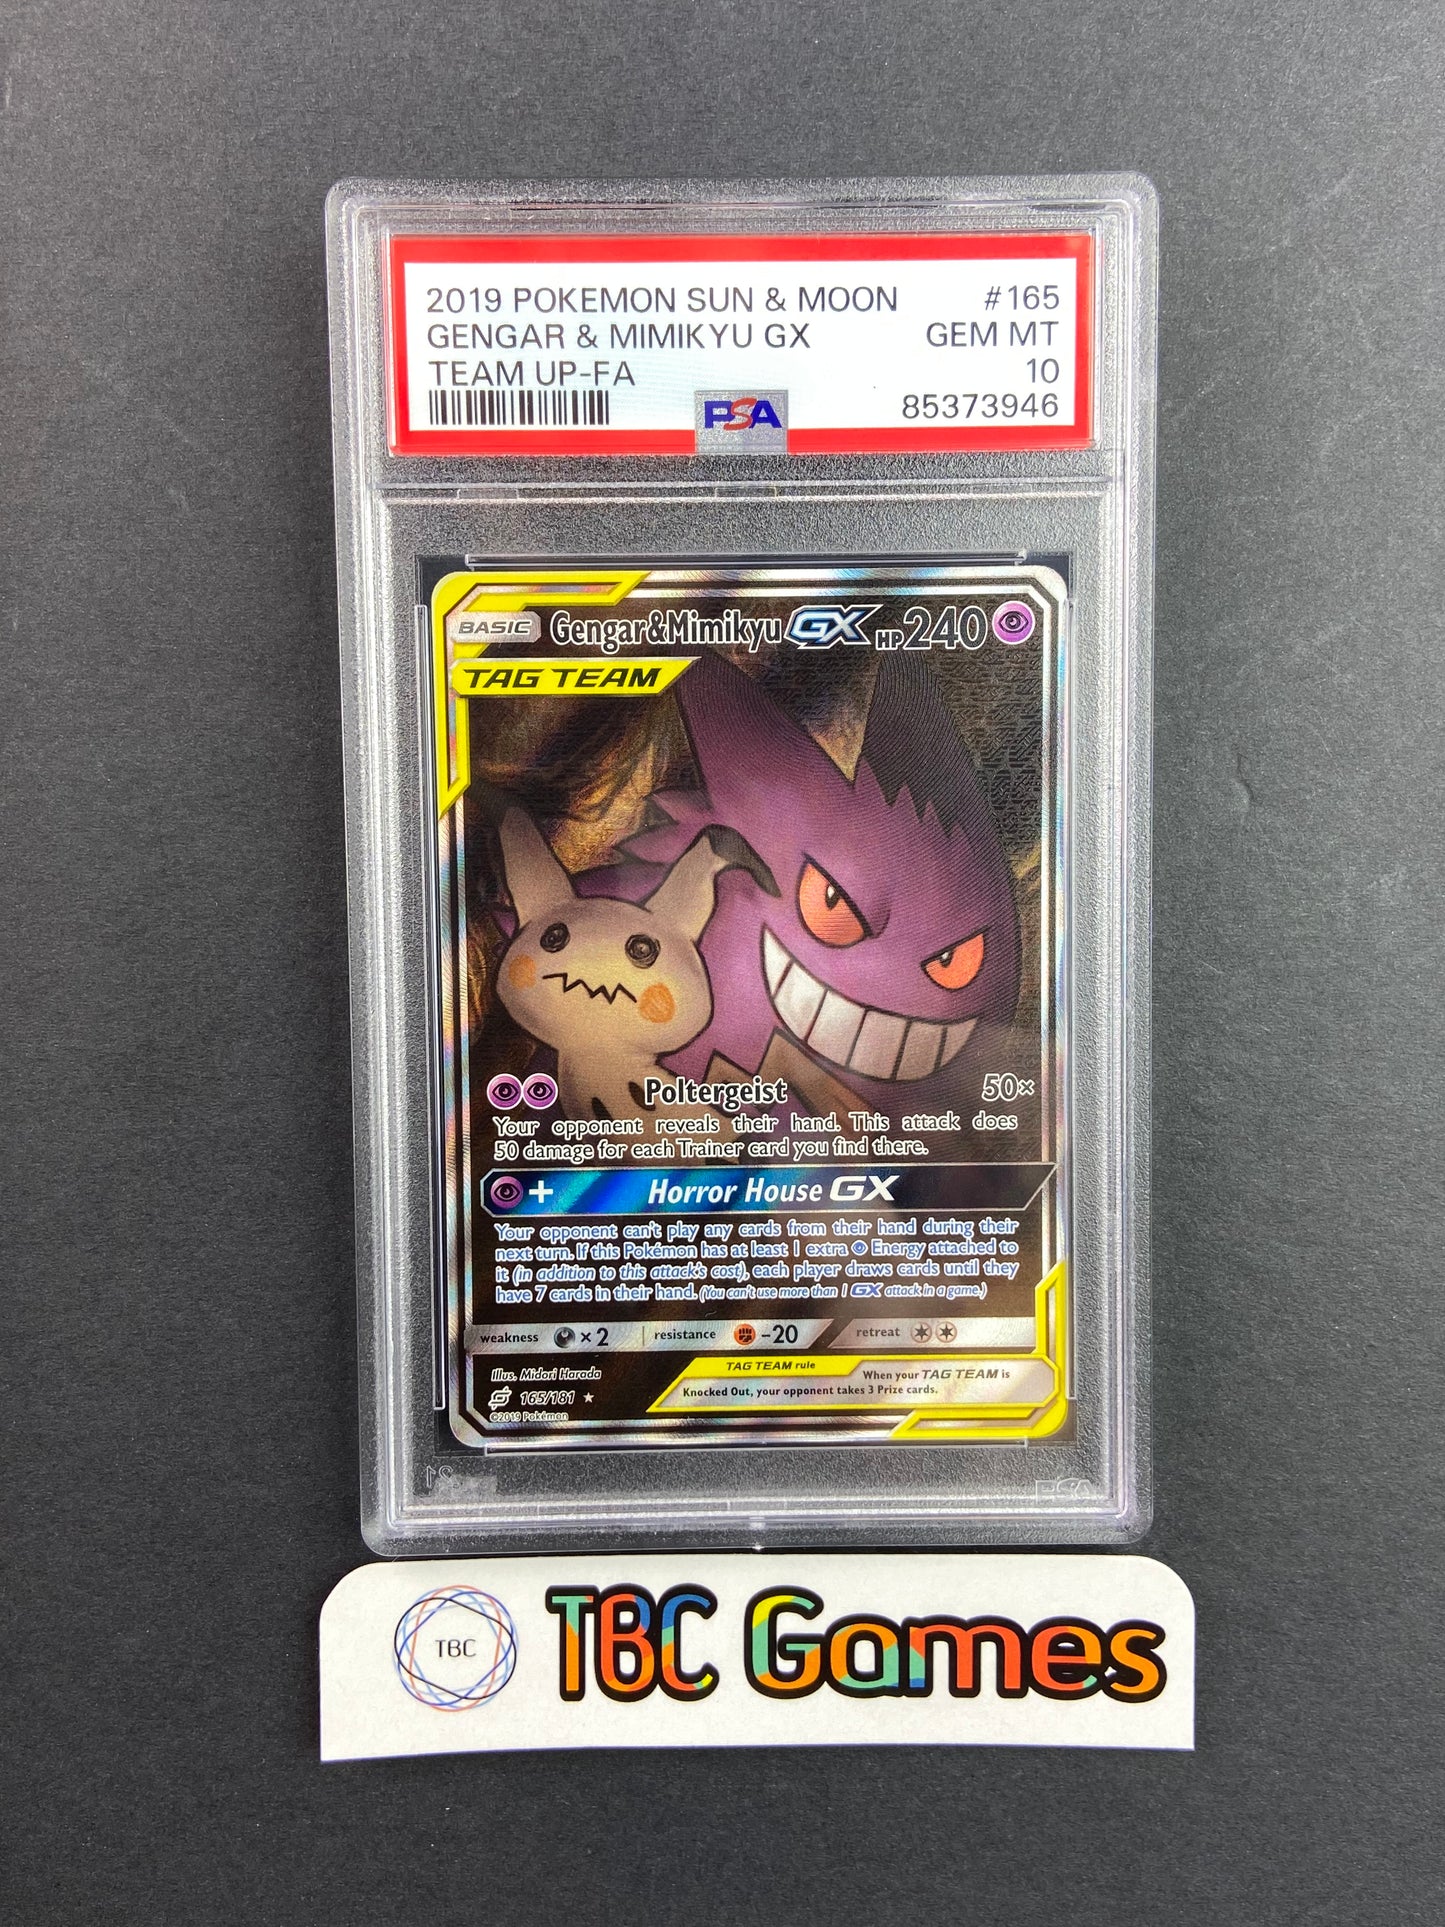 2019 POKEMON SUN & MOON #165
GENGAR & MIMIKYU GX GEM MT
TEAM UP-FA 10
PSA 85373946
BASIC Gengar&Mimikyu GX HP 240
TAG TEAM
Poltergeist 50×
Your opponent reveals their hand. This attack does
50 damage for each Trainer card you find there.
+ Horror House GX
Your opponent can't play any cards from their hand during their
next turn. If this Pokémon has at least 1 extra Energy attached to
it (in addition to this attack's cost), each player draws cards until they
have 7 cards in their hand. (You can't use more than 1 GX attack in a game.)
weakness ×2 resistance -20 retreat
Illus. Midori Harada
165/181
©2019 Pokémon
TAG TEAM rule When your TAG TEAM is
Knocked Out, your opponent takes 3 Prize cards.
PSA
TBC TBC Games